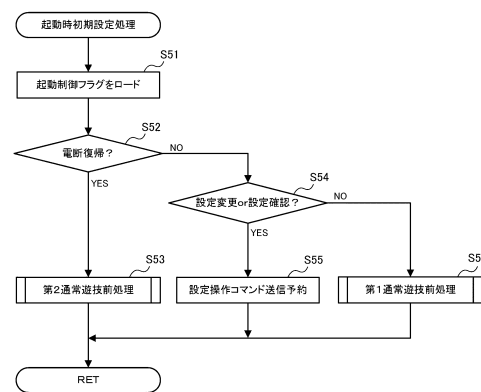 起動時初期設定処理
S51
起動制御フラグをロード
S52
電断復帰？
NO
YES
S54
設定変更or設定確認？
NO
YES
S53
第2通常遊技前処理
S55
設定操作コマンド送信予約
第1通常遊技前処理
RET